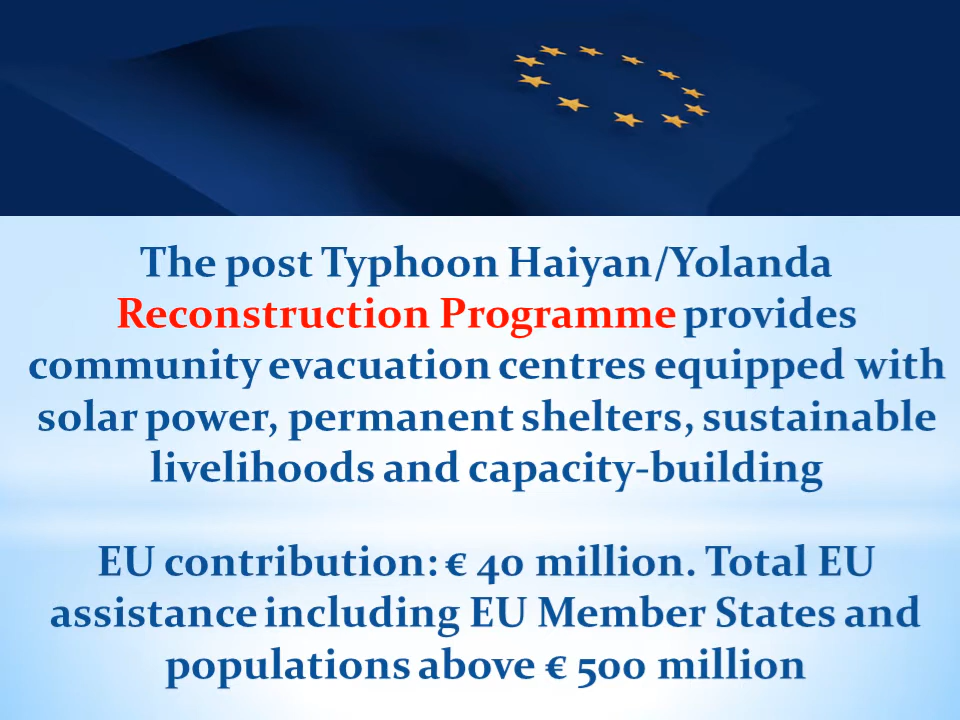 The post Typhoon Haiyan/Yolanda
Reconstruction Programme provides
community evacuation centres equipped with
solar power, permanent shelters, sustainable
livelihoods and capacity-building
EU contribution: € 40 million. Total EU
assistance including EU Member States and
populations above € 500 million